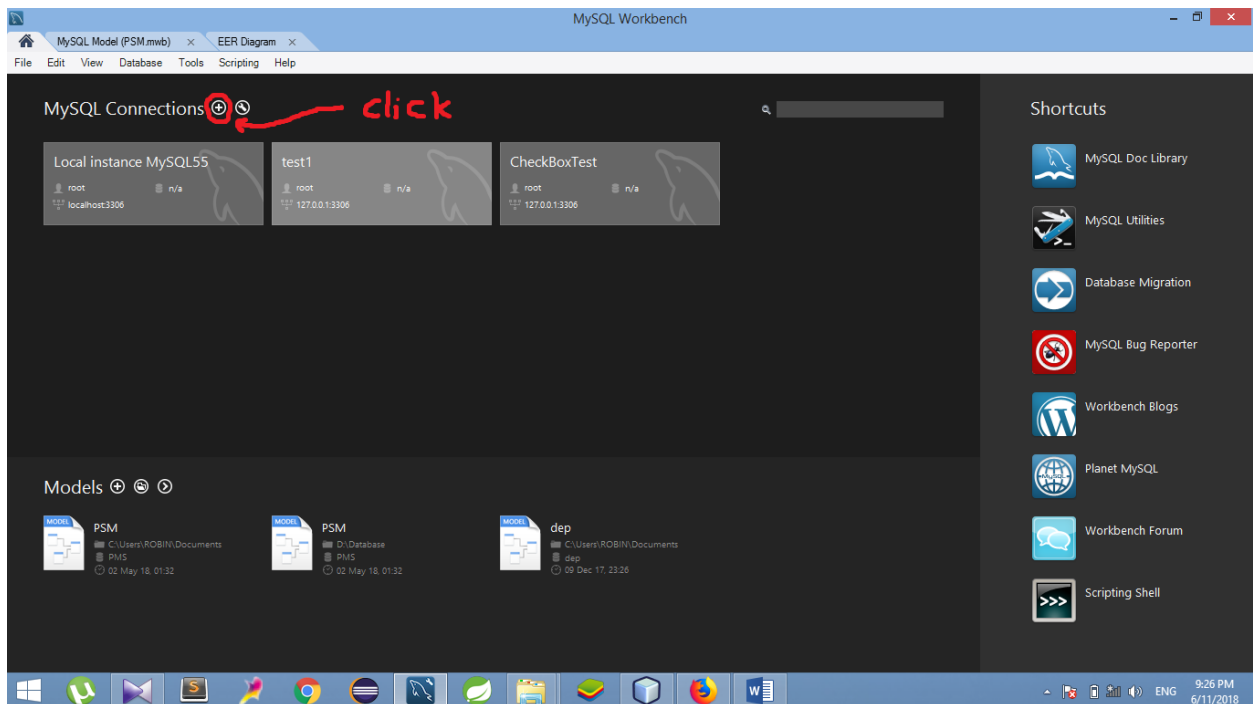 MySQL Workbench
MySQL Model (PSM.mwb) × EER Diagram ×
File Edit View Database Tools Scripting Help
MySQL Connections click
Local instance MySQL55
root n/a
localhost:3306
test1
root n/a
127.0.0.1:3306
CheckBoxTest
root n/a
127.0.0.1:3306
Shortcuts
MySQL Doc Library
MySQL Utilities
Database Migration
MySQL Bug Reporter
Workbench Blogs
Planet MySQL
Workbench Forum
Scripting Shell
Models
MODEL
PSM
C:\Users\ROBIN\Documents
PMS
02 May 18, 01:32
MODEL
PSM
D:\Database
PMS
02 May 18, 01:32
MODEL
dep
C:\Users\ROBIN\Documents
dep
09 Dec 17, 23:26
ENG
9:26 PM
6/11/2018